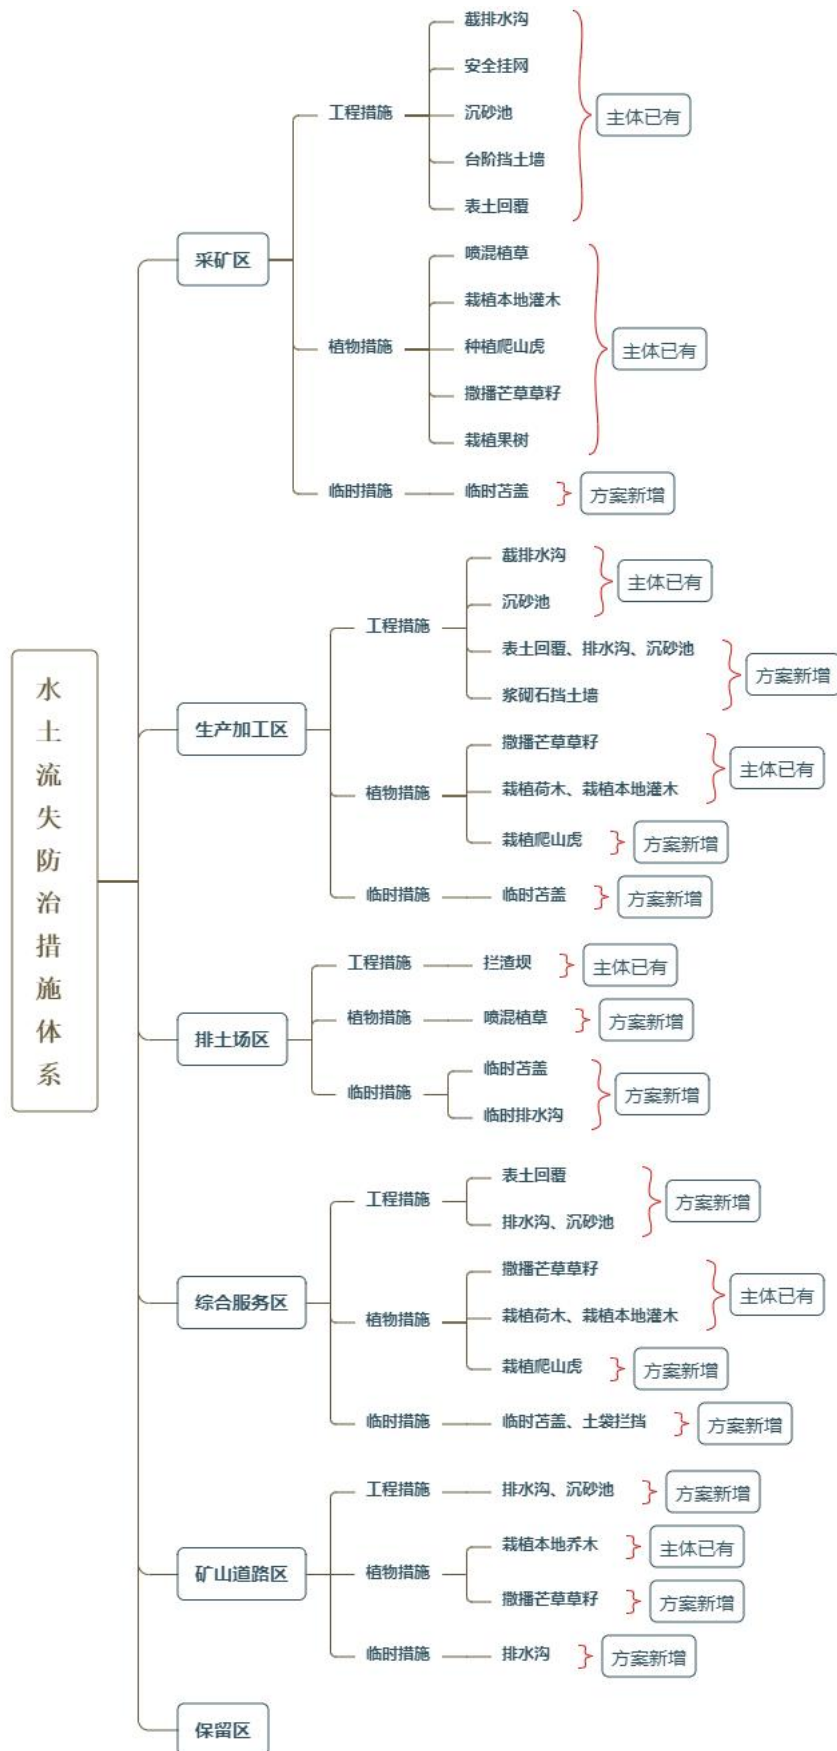 水土流失防治措施体系
采矿区
工程措施
截排水沟
安全挂网
沉砂池
台阶挡土墙
表土回覆
主体已有
植物措施
喷混植草
栽植本地灌木
种植爬山虎
撒播芒草草籽
栽植果树
主体已有
临时措施
临时苫盖
方案新增
生产加工区
工程措施
截排水沟
沉砂池
主体已有
表土回覆、排水沟、沉砂池
浆砌石挡土墙
方案新增
植物措施
撒播芒草草籽
栽植荷木、栽植本地灌木
主体已有
栽植爬山虎
方案新增
临时措施
临时苫盖
方案新增
排土场区
工程措施
拦渣坝
主体已有
植物措施
喷混植草
方案新增
临时措施
临时苫盖
临时排水沟
方案新增
综合服务区
工程措施
表土回覆
排水沟、沉砂池
方案新增
植物措施
撒播芒草草籽
栽植荷木、栽植本地灌木
主体已有
栽植爬山虎
方案新增
临时措施
临时苫盖、土袋拦挡
方案新增
矿山道路区
工程措施
排水沟、沉砂池
方案新增
植物措施
栽植本地乔木
主体已有
撒播芒草草籽
方案新增
临时措施
排水沟
方案新增
保留区